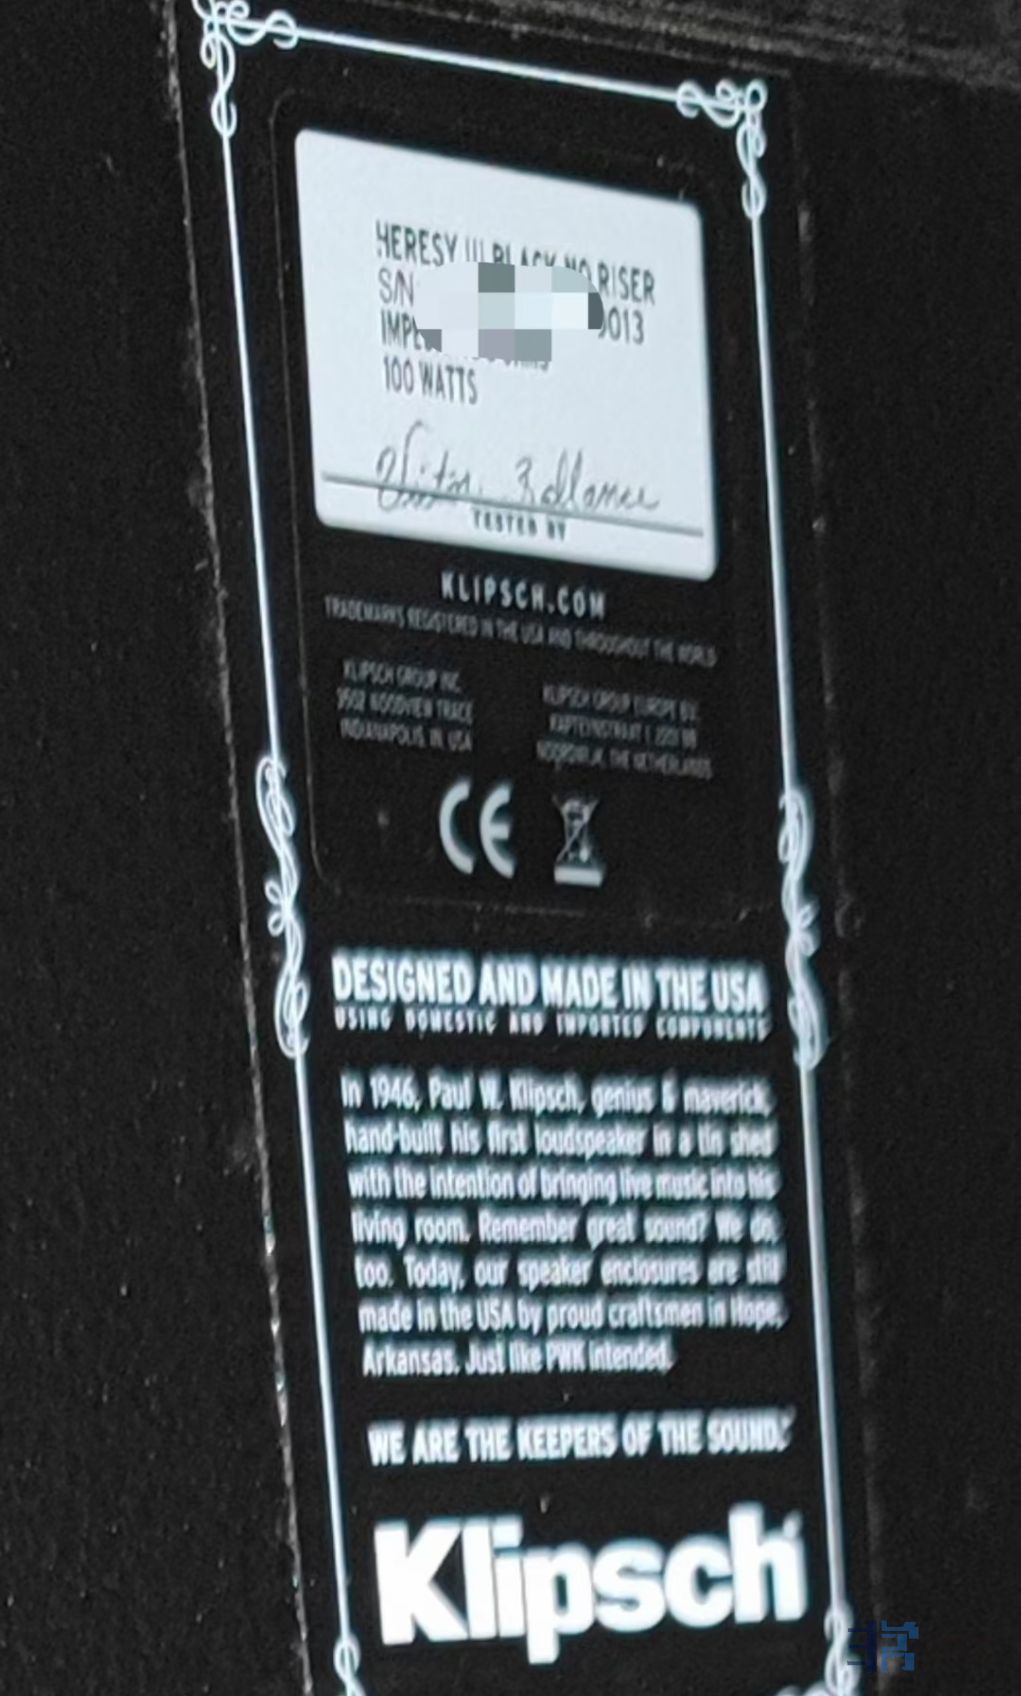 HERESY III BLACK NO RISER
S/N 0013
100 WATTS
TESTED BY
KLIPSCH.COM
TRADEMARKS REGISTERED IN THE USA AND THROUGHOUT THE WORLD
KLIPSCH GROUP INC.
3502 WOODVIEW TRACE
INDIANAPOLIS IN USA
KLIPSCH GROUP EUROPE BV.
NOORDWIJK, THE NETHERLANDS
CE
DESIGNED AND MADE IN THE USA
USING DOMESTIC AND IMPORTED COMPONENTS
In 1946, Paul W. Klipsch, genius & maverick,
hand-built his first loudspeaker in a tin shed
with the intention of bringing live music into his
living room. Remember great sound? We do,
too. Today, our speaker enclosures are still
made in the USA by proud craftsmen in Hope,
Arkansas. Just like PWK intended.
WE ARE THE KEEPERS OF THE SOUND.
Klipsch